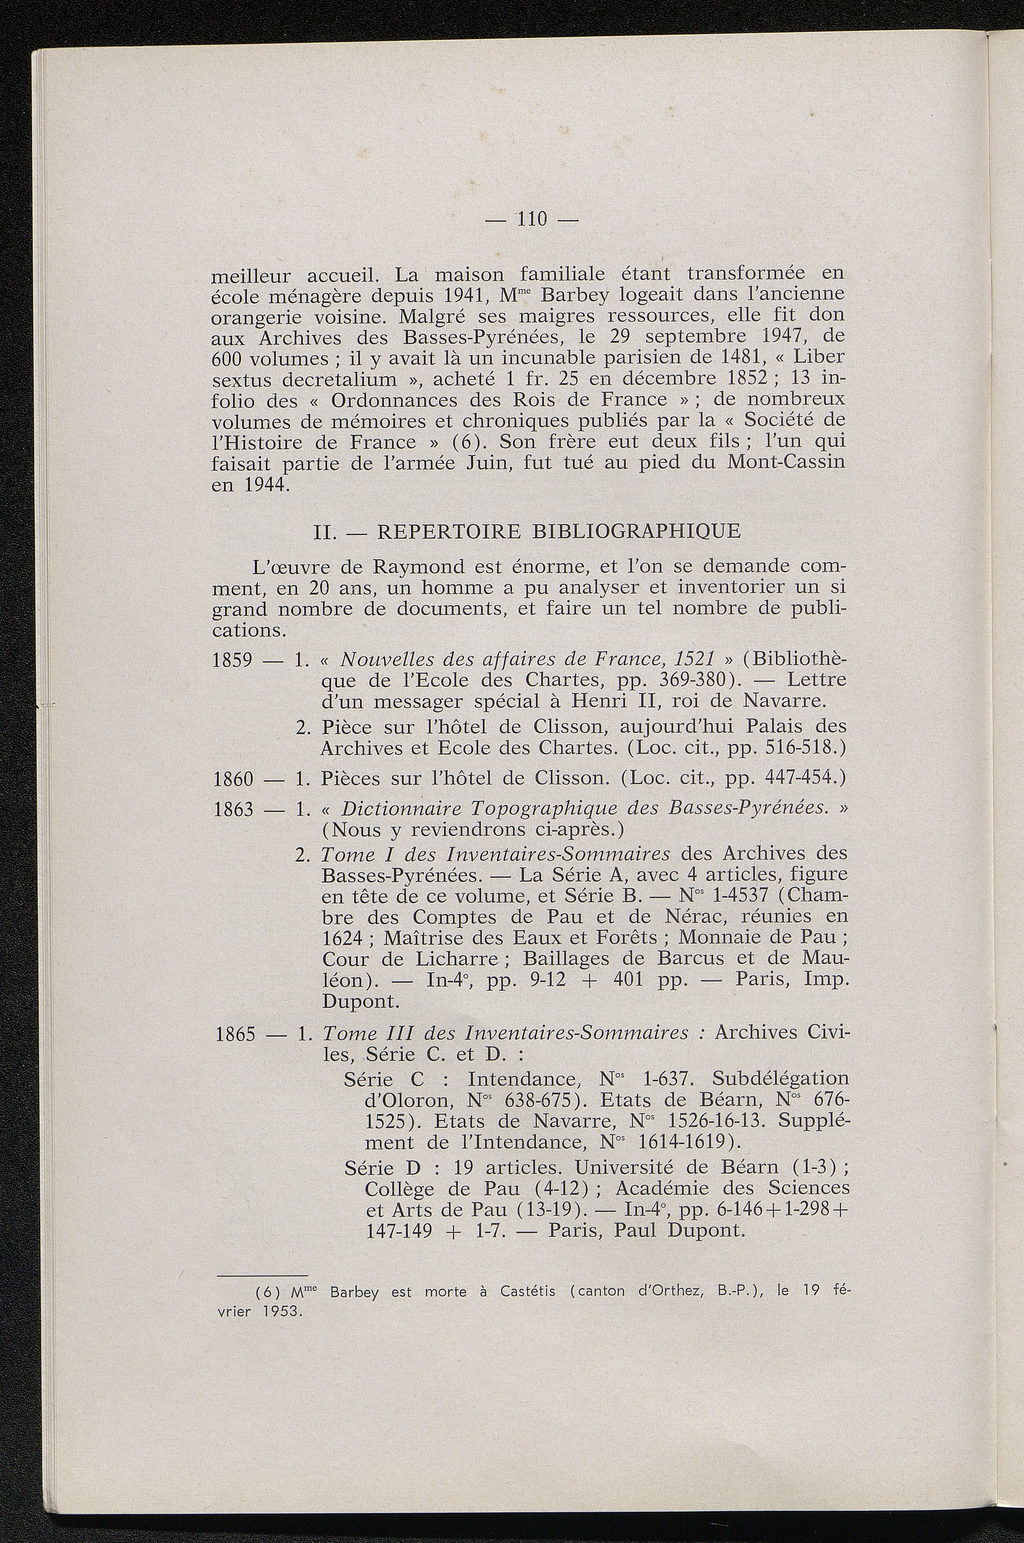 — 110 —
meilleur accueil. La maison familiale étant transformée en
école ménagère depuis 1941, Mme Barbey logeait dans l'ancienne
orangerie voisine. Malgré ses maigres ressources, elle fit don
aux Archives des Basses-Pyrénées, le 29 septembre 1947, de
600 volumes ; il y avait là un incunable parisien de 1481, « Liber
sextus decretalium », acheté 1 fr. 25 en décembre 1852 ; 13 in-
folio des « Ordonnances des Rois de France » ; de nombreux
volumes de mémoires et chroniques publiés par la « Société de
l'Histoire de France » (6). Son frère eut deux fils ; l'un qui
faisait partie de l'armée Juin, fut tué au pied du Mont-Cassin
en 1944.
II. — REPERTOIRE BIBLIOGRAPHIQUE
L'œuvre de Raymond est énorme, et l'on se demande com-
ment, en 20 ans, un homme a pu analyser et inventorier un si
grand nombre de documents, et faire un tel nombre de publi-
cations.
1859 — 1. « Nouvelles des affaires de France, 1521 » (Bibliothè-
que de l'Ecole des Chartes, pp. 369-380). — Lettre
d'un messager spécial à Henri II, roi de Navarre.
2. Pièce sur l'hôtel de Clisson, aujourd'hui Palais des
Archives et Ecole des Chartes. (Loc. cit., pp. 516-518.)
1860 — 1. Pièces sur l'hôtel de Clisson. (Loc. cit., pp. 447-454.)
1863 — 1. « Dictionnaire Topographique des Basses-Pyrénées. »
(Nous y reviendrons ci-après.)
2. Tome I des Inventaires-Sommaires des Archives des
Basses-Pyrénées. — La Série A, avec 4 articles, figure
en tête de ce volume, et Série B. — Nos 1-4537 (Cham-
bre des Comptes de Pau et de Nérac, réunies en
1624 ; Maîtrise des Eaux et Forêts ; Monnaie de Pau ;
Cour de Licharre ; Baillages de Barcus et de Mau-
léon). — In-4°, pp. 9-12 + 401 pp. — Paris, Imp.
Dupont.
1865 — 1. Tome III des Inventaires-Sommaires : Archives Civi-
les, Série C. et D. :
Série C : Intendance, Nos 1-637. Subdélégation
d'Oloron, Nos 638-675). Etats de Béarn, Nos 676-
1525). Etats de Navarre, Nos 1526-16-13. Supplé-
ment de l'Intendance, Nos 1614-1619).
Série D : 19 articles. Université de Béarn (1-3) ;
Collège de Pau (4-12) ; Académie des Sciences
et Arts de Pau (13-19). — In-4°, pp. 6-146+1-298+
147-149 + 1-7. — Paris, Paul Dupont.
(6) Mme Barbey est morte à Castétis (canton d'Orthez, B.-P.), le 19 fé-
vrier 1953.